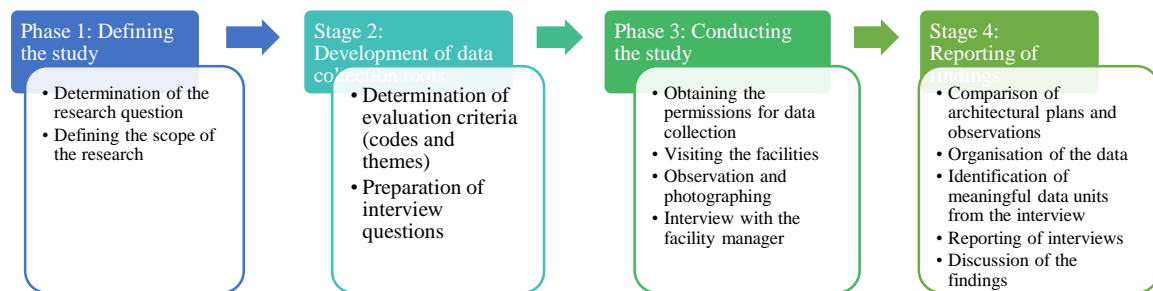 Phase 1: Defining
the study
• Determination of the
research question
• Defining the scope of
the research
Stage 2:
Development of data
collection tools
• Determination of
evaluation criteria
(codes and
themes)
• Preparation of
interview
questions
Phase 3: Conducting
the study
• Obtaining the
permissions for data
collection
• Visiting the facilities
• Observation and
photographing
• Interview with the
facility manager
Stage 4:
Reporting of
findings
• Comparison of
architectural plans and
observations
• Organisation of the data
• Identification of
meaningful data units
from the interview
• Reporting of interviews
• Discussion of the
findings